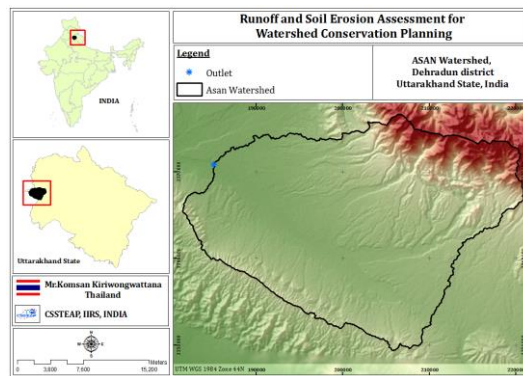 Runoff and Soil Erosion Assessment for
Watershed Conservation Planning
Legend
Outlet
Asan Watershed
ASAN Watershed,
Dehradun district
Uttarakhand State, India
INDIA
Uttarakhand State
Mr.Komsan Kiriwongwattana
Thailand
CSSTEAP, IIRS, INDIA
Meters
0 3,800 7,600 15,200
UTM WGS 1984 Zone 44N